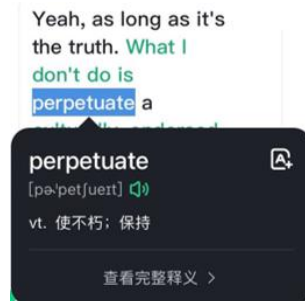 Yeah, as long as it's
the truth. What I
don't do is
perpetuate a
perpetuate
[pə'petʃueɪt]
vt. 使不朽；保持
查看完整释义 >